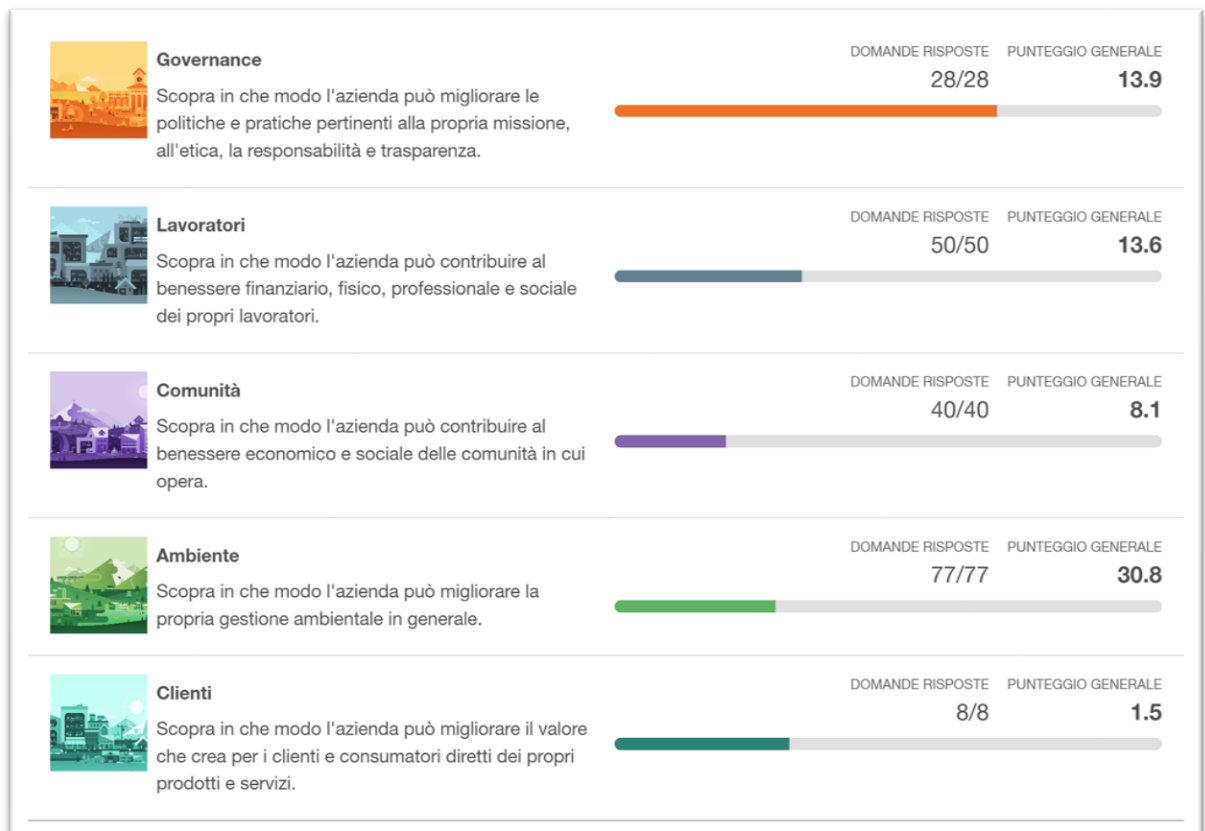 Governance
Scopra in che modo l'azienda può migliorare le
politiche e pratiche pertinenti alla propria missione,
all'etica, la responsabilità e trasparenza.
DOMANDE RISPOSTE PUNTEGGIO GENERALE
28/28 13.9
Lavoratori
Scopra in che modo l'azienda può contribuire al
benessere finanziario, fisico, professionale e sociale
dei propri lavoratori.
DOMANDE RISPOSTE PUNTEGGIO GENERALE
50/50 13.6
Comunità
Scopra in che modo l'azienda può contribuire al
benessere economico e sociale delle comunità in cui
opera.
DOMANDE RISPOSTE PUNTEGGIO GENERALE
40/40 8.1
Ambiente
Scopra in che modo l'azienda può migliorare la
propria gestione ambientale in generale.
DOMANDE RISPOSTE PUNTEGGIO GENERALE
77/77 30.8
Clienti
Scopra in che modo l'azienda può migliorare il valore
che crea per i clienti e consumatori diretti dei propri
prodotti e servizi.
DOMANDE RISPOSTE PUNTEGGIO GENERALE
8/8 1.5